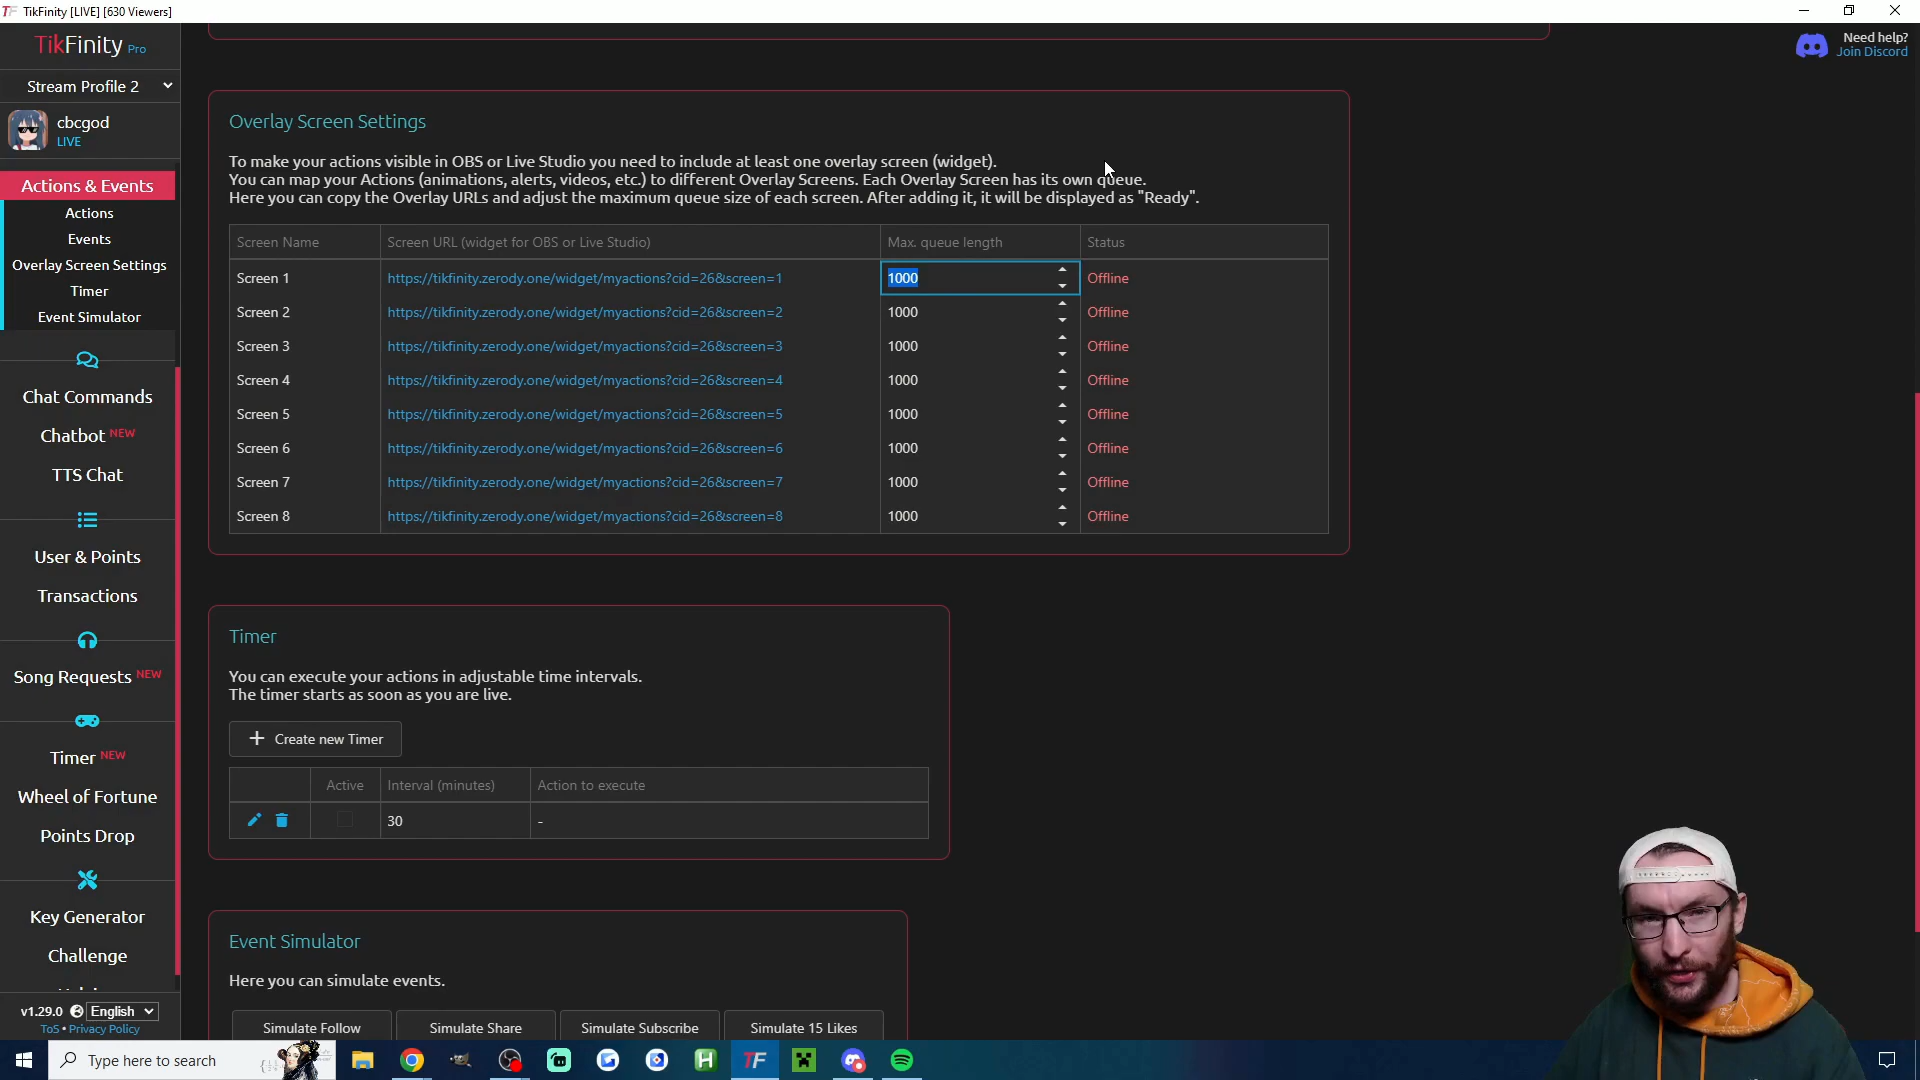 TF TikFinity [LIVE] [630 Viewers]
TikFinity Pro
Stream Profile 2
cbcgod
LIVE
Actions & Events
Actions
Events
Overlay Screen Settings
Timer
Event Simulator
Chat Commands
Chatbot NEW
TTS Chat
User & Points
Transactions
Song Requests NEW
Timer NEW
Wheel of Fortune
Points Drop
Key Generator
Challenge
v1.29.0 English
ToS • Privacy Policy
Need help?
Join Discord
Overlay Screen Settings
To make your actions visible in OBS or Live Studio you need to include at least one overlay screen (widget).
You can map your Actions (animations, alerts, videos, etc.) to different Overlay Screens. Each Overlay Screen has its own queue.
Here you can copy the Overlay URLs and adjust the maximum queue size of each screen. After adding it, it will be displayed as "Ready".
Screen Name Screen URL (widget for OBS or Live Studio) Max. queue length Status
Screen 1 https://tikfinity.zerody.one/widget/myactions?cid=26&screen=1 1000 Offline
Screen 2 https://tikfinity.zerody.one/widget/myactions?cid=26&screen=2 1000 Offline
Screen 3 https://tikfinity.zerody.one/widget/myactions?cid=26&screen=3 1000 Offline
Screen 4 https://tikfinity.zerody.one/widget/myactions?cid=26&screen=4 1000 Offline
Screen 5 https://tikfinity.zerody.one/widget/myactions?cid=26&screen=5 1000 Offline
Screen 6 https://tikfinity.zerody.one/widget/myactions?cid=26&screen=6 1000 Offline
Screen 7 https://tikfinity.zerody.one/widget/myactions?cid=26&screen=7 1000 Offline
Screen 8 https://tikfinity.zerody.one/widget/myactions?cid=26&screen=8 1000 Offline
Timer
You can execute your actions in adjustable time intervals.
The timer starts as soon as you are live.
+ Create new Timer
Active Interval (minutes) Action to execute
30 -
Event Simulator
Here you can simulate events.
Simulate Follow Simulate Share Simulate Subscribe Simulate 15 Likes
Type here to search
H TF